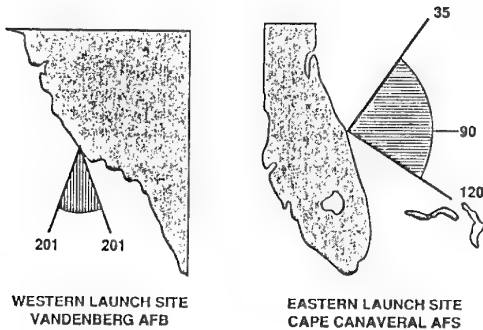 35
90
120
201 201
WESTERN LAUNCH SITE
VANDENBERG AFB
EASTERN LAUNCH SITE
CAPE CANAVERAL AFS